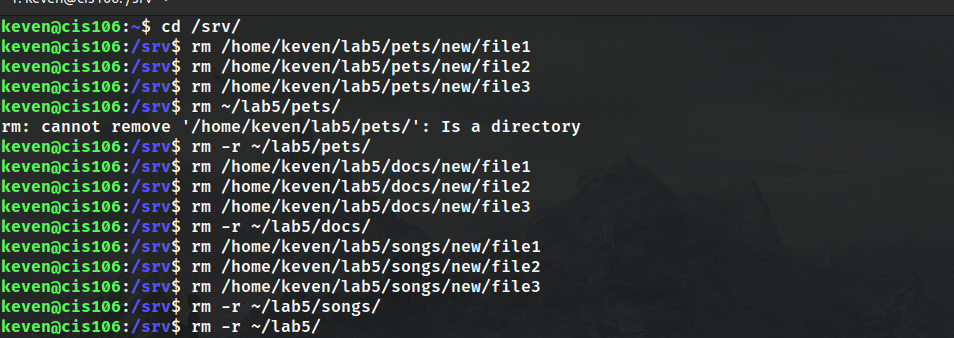 keven@cis106:~$ cd /srv/
keven@cis106:/srv$ rm /home/keven/lab5/pets/new/file1
keven@cis106:/srv$ rm /home/keven/lab5/pets/new/file2
keven@cis106:/srv$ rm /home/keven/lab5/pets/new/file3
keven@cis106:/srv$ rm ~/lab5/pets/
rm: cannot remove '/home/keven/lab5/pets/': Is a directory
keven@cis106:/srv$ rm -r ~/lab5/pets/
keven@cis106:/srv$ rm /home/keven/lab5/docs/new/file1
keven@cis106:/srv$ rm /home/keven/lab5/docs/new/file2
keven@cis106:/srv$ rm /home/keven/lab5/docs/new/file3
keven@cis106:/srv$ rm -r ~/lab5/docs/
keven@cis106:/srv$ rm /home/keven/lab5/songs/new/file1
keven@cis106:/srv$ rm /home/keven/lab5/songs/new/file2
keven@cis106:/srv$ rm /home/keven/lab5/songs/new/file3
keven@cis106:/srv$ rm -r ~/lab5/songs/
keven@cis106:/srv$ rm -r ~/lab5/